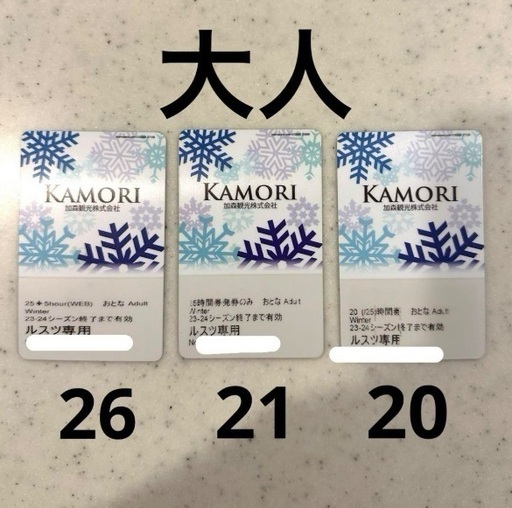 大人
KAMORI
加森観光株式会社
25+5hour(WEB) おとな Adult
Winter
23-24シーズン終了まで有効
ルスツ専用
KAMORI
加森観光株式会社
25時間券発券のみ おとな Adult
Winter
23-24シーズン終了まで有効
ルスツ専用
KAMORI
加森観光株式会社
20 (/25)時間券 おとな Adult
Winter
23-24シーズン終了まで有効
ルスツ専用
26
21
20